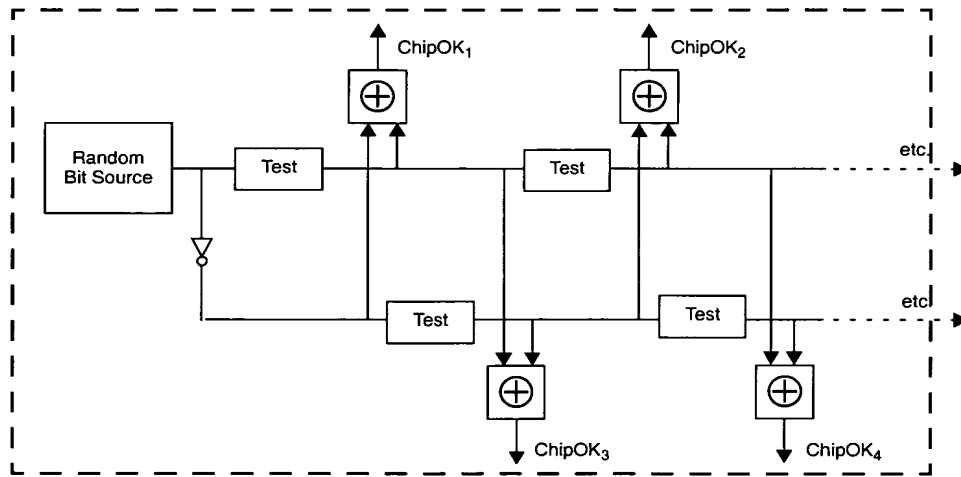 ChipOK1
ChipOK2
Random
Bit Source
Test
Test
etc.
Test
Test
etc
ChipOK3
ChipOK4